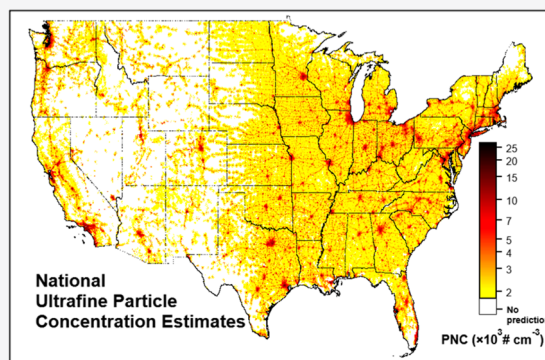 National
Ultrafine Particle
Concentration Estimates
25
20
15
10
7
5
4
3
2
No
predictio
PNC (×10³# cm⁻³)